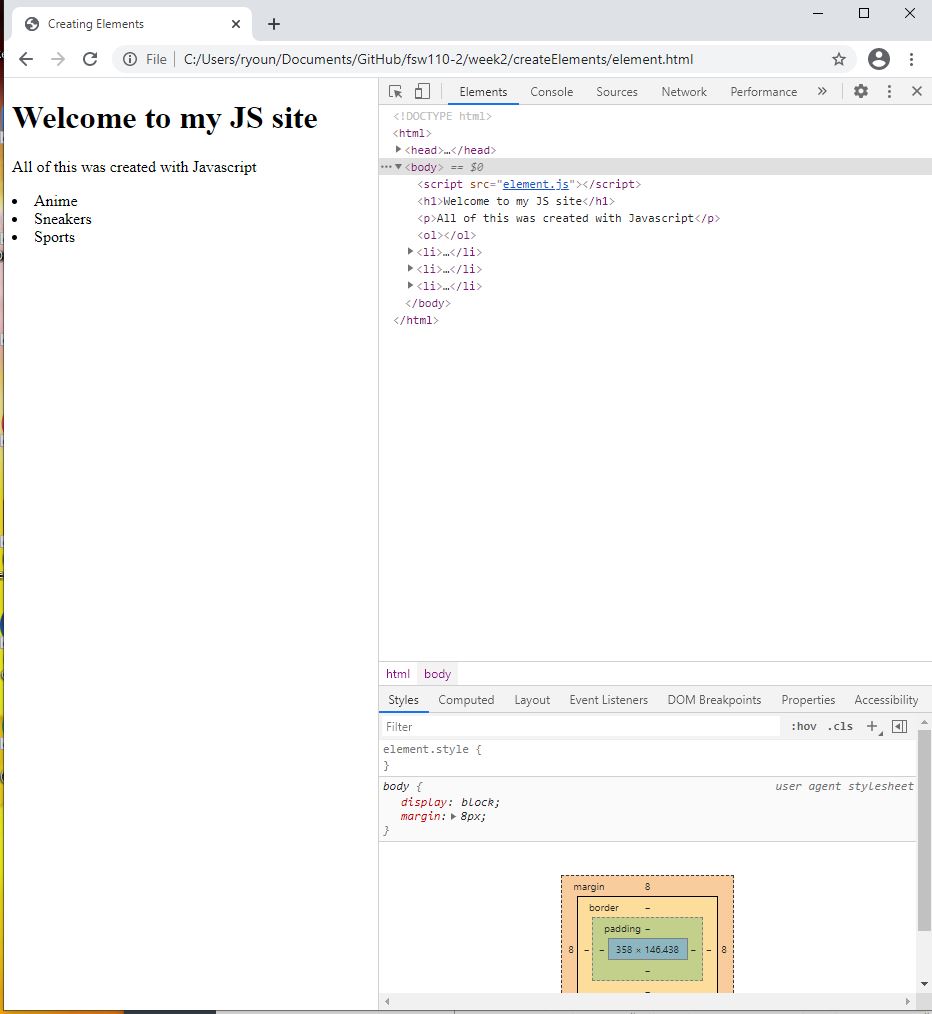 Creating Elements
File
C:/Users/ryoun/Documents/GitHub/fsw110-2/week2/createElements/element.html
Welcome to my JS site
All of this was created with Javascript
• Anime
• Sneakers
• Sports
Elements Console Sources Network Performance »
<!DOCTYPE html>
<html>
<head>…</head>
<body> == $0
<script src="element.js"></script>
<h1>Welcome to my JS site</h1>
<p>All of this was created with Javascript</p>
<ol></ol>
<li>…</li>
<li>…</li>
<li>…</li>
</body>
</html>
html body
Styles Computed Layout Event Listeners DOM Breakpoints Properties Accessibility
Filter :hov .cls +
element.style {
}
body { user agent stylesheet
display: block;
margin: 8px;
}
margin 8
border –
padding –
8 – – 358 × 146.438 – – 8
–
–